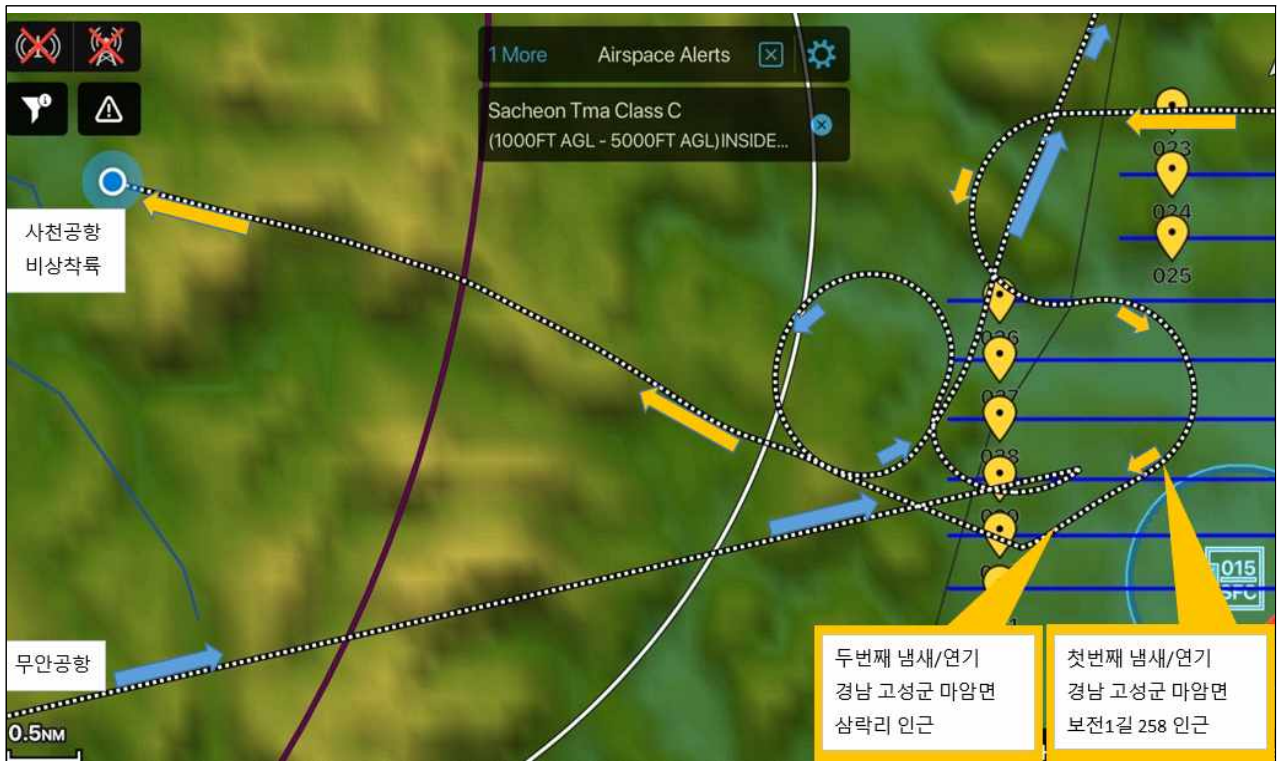 1 More Airspace Alerts
Sacheon Tma Class C
(1000FT AGL - 5000FT AGL)INSIDE...
사천공항
비상착륙
023
024
025
026
027
028
015
SFC
무안공항
0.5NM
두번째 냄새/연기
경남 고성군 마암면
삼락리 인근
첫번째 냄새/연기
경남 고성군 마암면
보전1길 258 인근